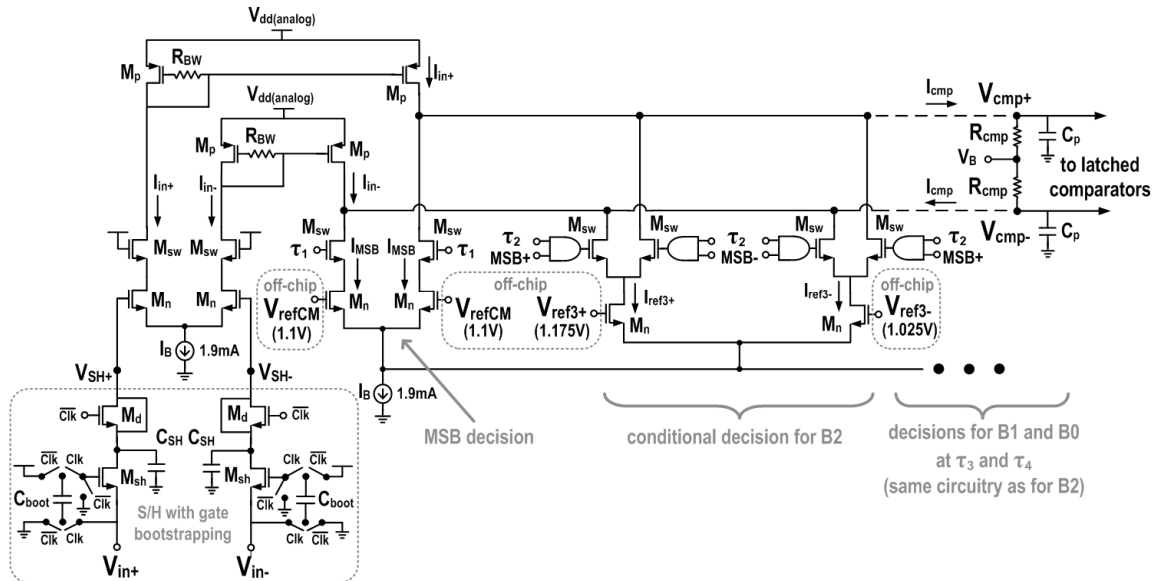 Vdd(analog)
RBW
Mp
Mp
Iin+
Vdd(analog)
RBW
Mp
Mp
Iin-
Icmp
Vcmp+
Rcmp
Cp
VB
to latched
comparators
Rcmp
Icmp
Vcmp-
Cp
Iin+
Iin-
Msw
Msw
Msw
Msw
τ1
IMSB
IMSB
τ1
Msw
Msw
τ2
MSB+
τ2
MSB-
τ2
MSB+
off-chip
VrefCM
(1.1V)
Mn
Mn
Mn
Mn
off-chip
VrefCM
(1.1V)
Vref3+
(1.175V)
Iref3+
Mn
Iref3-
Mn
off-chip
Vref3-
(1.025V)
IB
1.9mA
VSH+
VSH-
IB
1.9mA
MSB decision
conditional decision for B2
decisions for B1 and B0
at τ3 and τ4
(same circuitry as for B2)
Clk
Md
Md
Clk
CSH
CSH
Clk
Clk
Msh
Msh
Clk
Clk
Cboot
Clk
Clk
Cboot
S/H with gate
bootstrapping
Clk
Clk
Clk
Clk
Vin+
Vin-